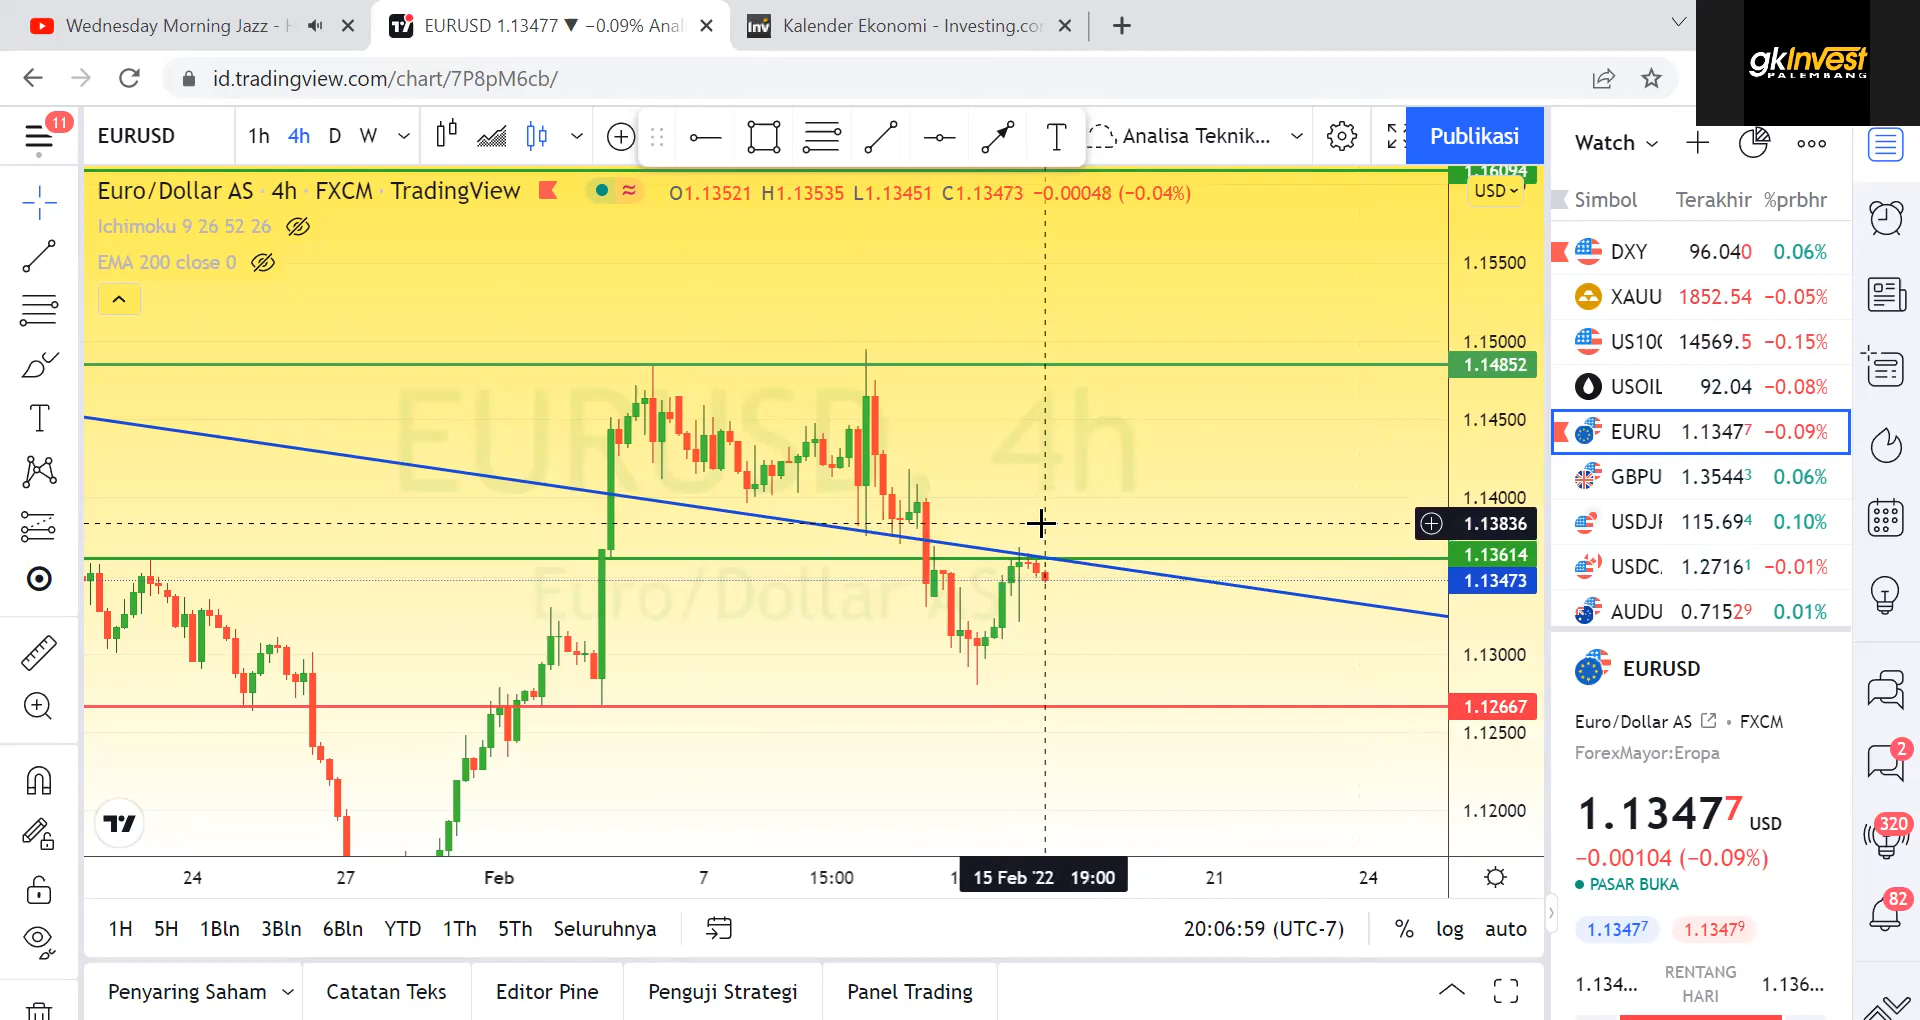 Wednesday Morning Jazz - H
EURUSD 1.13477 ▼ −0.09% Anal
Kalender Ekonomi - Investing.cor
gkInvest
PALEMBANG
id.tradingview.com/chart/7P8pM6cb/
11
EURUSD
1h 4h D W
Analisa Teknik...
Publikasi
Watch
Euro/Dollar AS · 4h · FXCM · TradingView
O1.13521 H1.13535 L1.13451 C1.13473 −0.00048 (−0.04%)
Ichimoku 9 26 52 26
EMA 200 close 0
EURUSD, 4h
Euro/Dollar AS
1.16094
USD
1.15500
1.15000
1.14852
1.14500
1.14000
1.13836
1.13614
1.13473
1.13000
1.12667
1.12500
1.12000
24 27 Feb 7 15:00 1 15 Feb '22 19:00 21 24
1H 5H 1Bln 3Bln 6Bln YTD 1Th 5Th Seluruhnya
20:06:59 (UTC-7) % log auto
Penyaring Saham Catatan Teks Editor Pine Penguji Strategi Panel Trading
Simbol Terakhir %prbhr
DXY 96.040 0.06%
XAUU 1852.54 −0.05%
US100 14569.5 −0.15%
USOIL 92.04 −0.08%
EURU 1.13477 −0.09%
GBPU 1.35443 0.06%
USDJF 115.694 0.10%
USDC. 1.27161 −0.01%
AUDU 0.71529 0.01%
EURUSD
Euro/Dollar AS • FXCM
ForexMayor:Eropa
1.13477 USD
−0.00104 (−0.09%)
PASAR BUKA
1.13477 1.13479
1.134... RENTANG HARI 1.136...
2
320
82